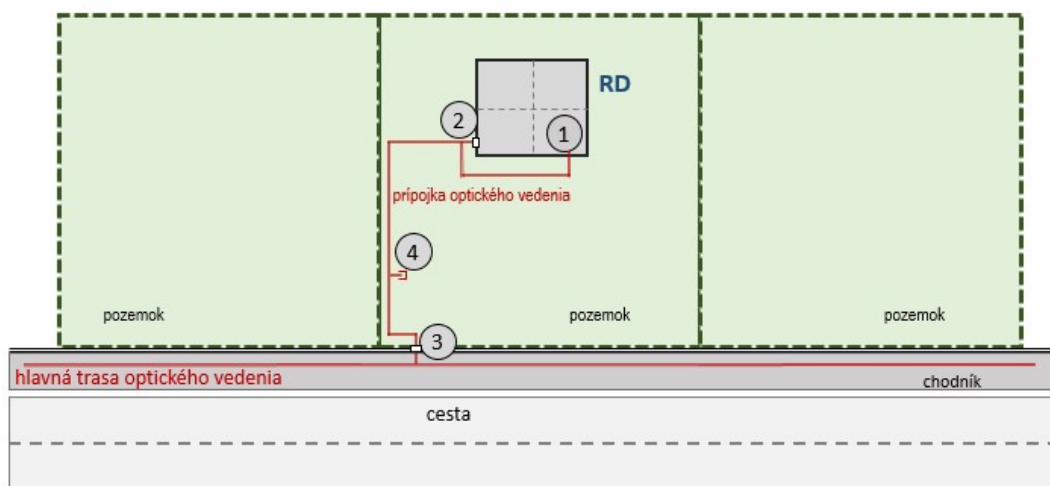 RD
2
1
prípojka optického vedenia
4
pozemok
pozemok
pozemok
3
hlavná trasa optického vedenia
chodník
cesta